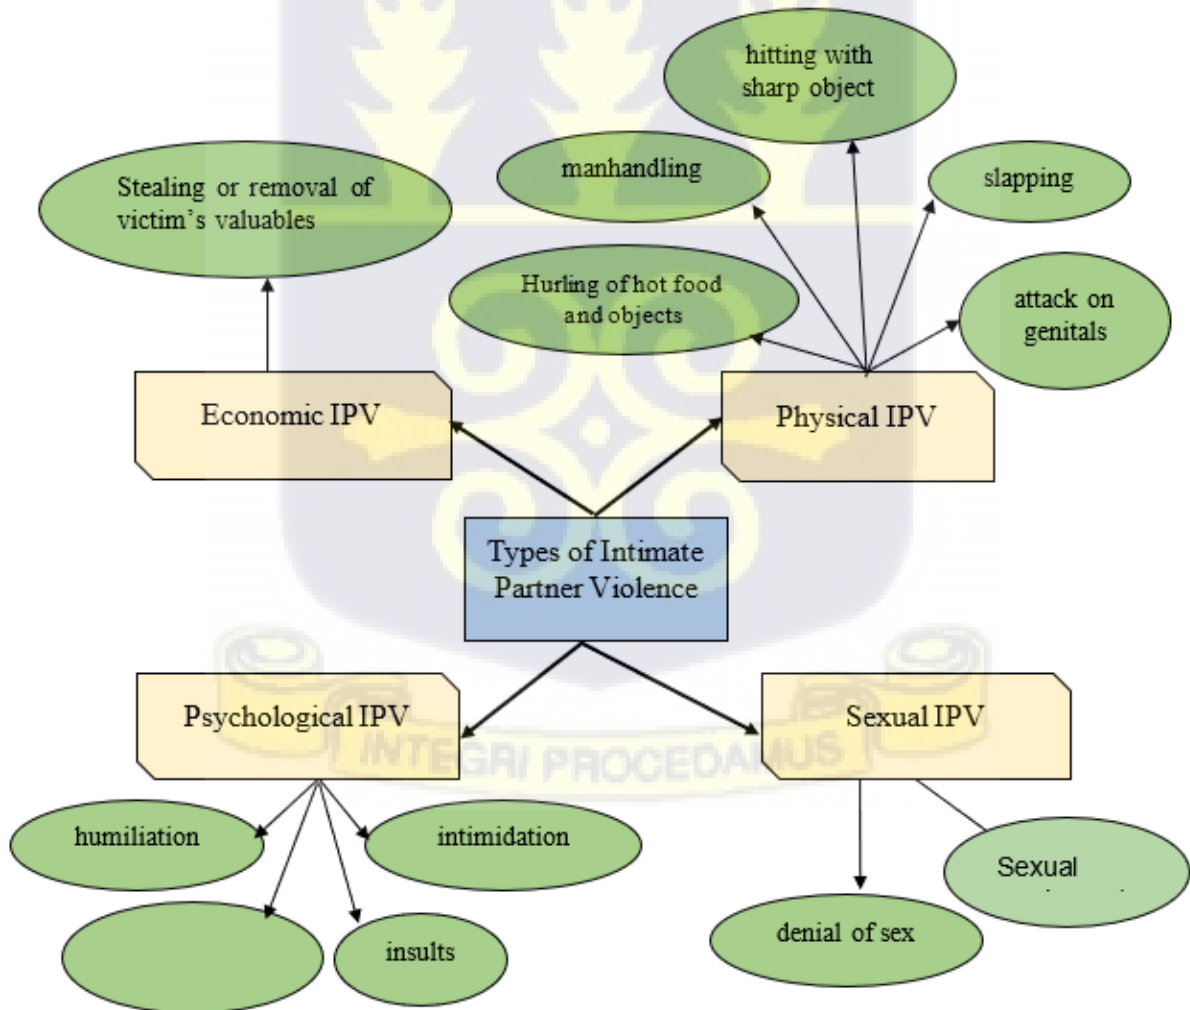 hitting with
sharp object
manhandling
slapping
Stealing or removal of
victim's valuables
Hurling of hot food
and objects
attack on
genitals
Economic IPV
Physical IPV
Types of Intimate
Partner Violence
Psychological IPV
Sexual IPV
INTEGRI PROCEDAMUS
humiliation
intimidation
Sexual
denial of sex
insults